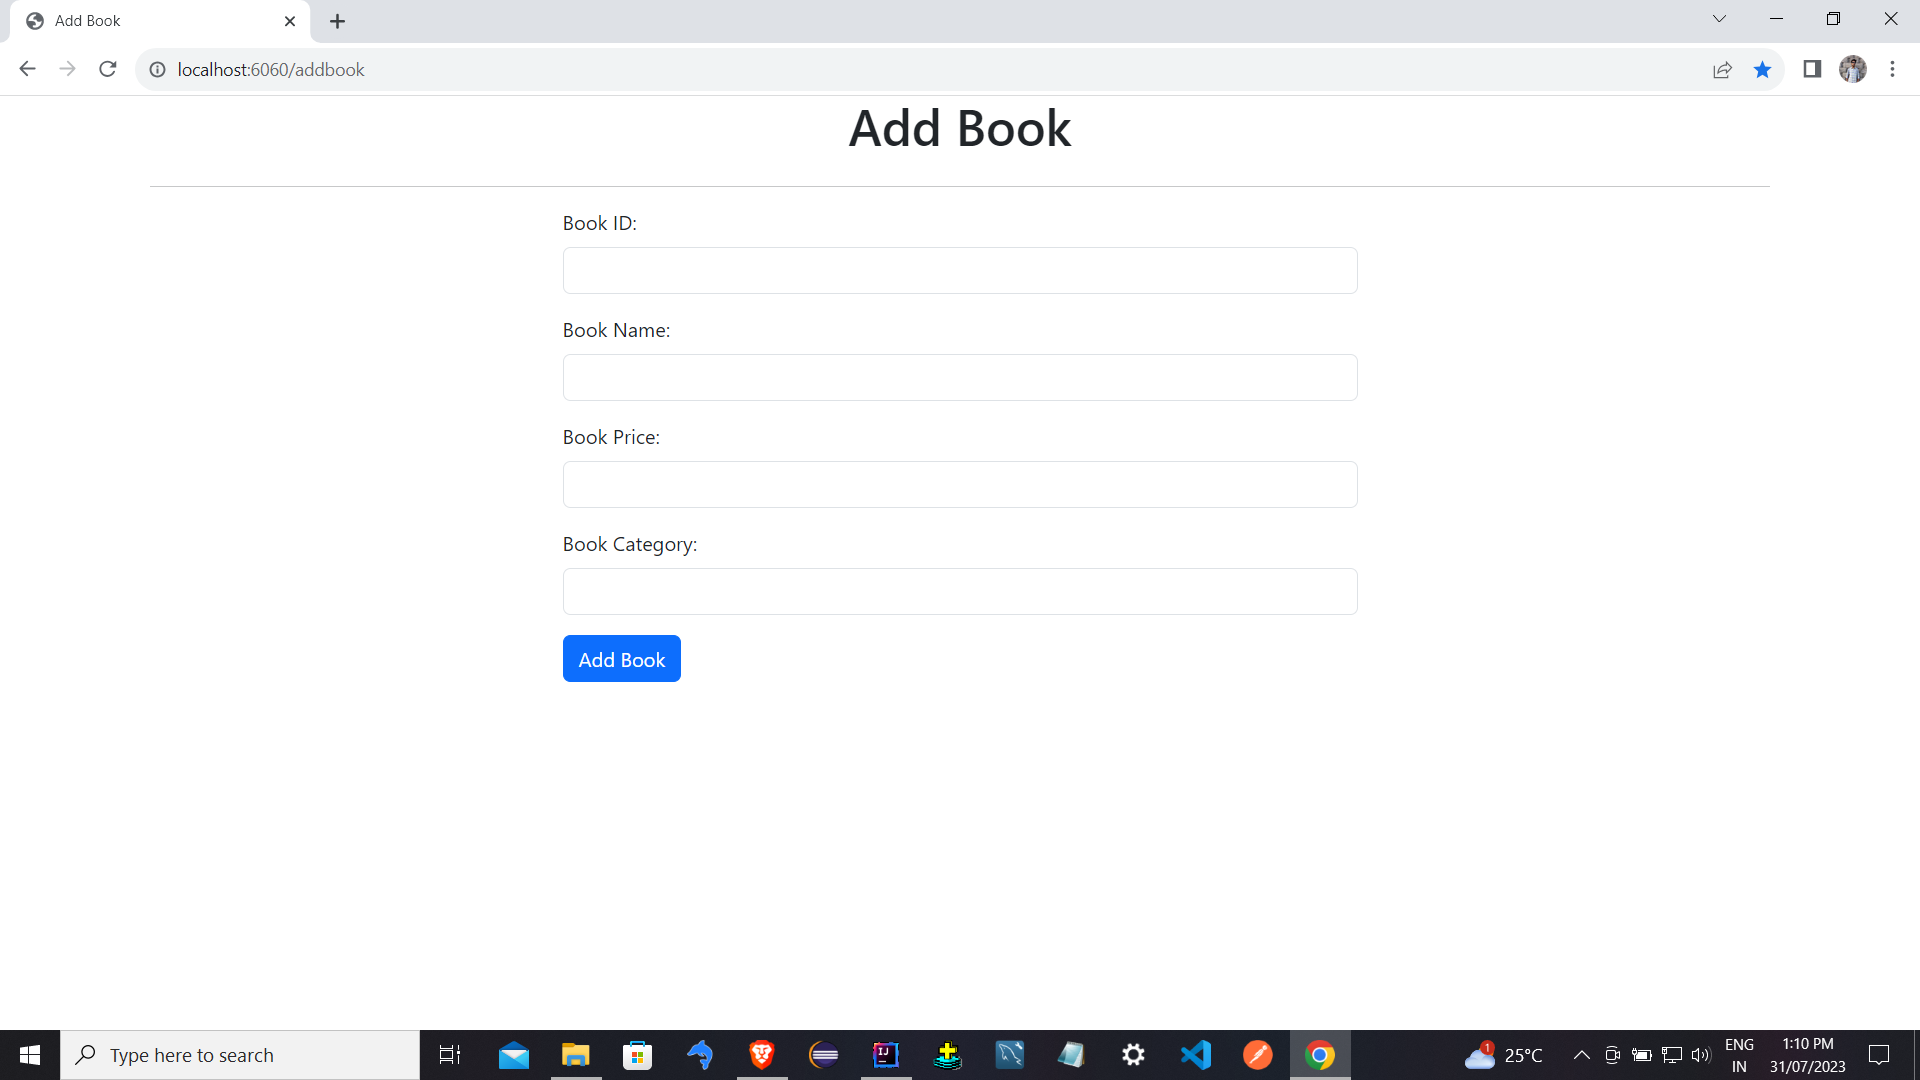 Add Book
localhost:6060/addbook
Add Book
Book ID:
Book Name:
Book Price:
Book Category:
Add Book
Type here to search
IJ
1
25°C
ENG
IN
1:10 PM
31/07/2023